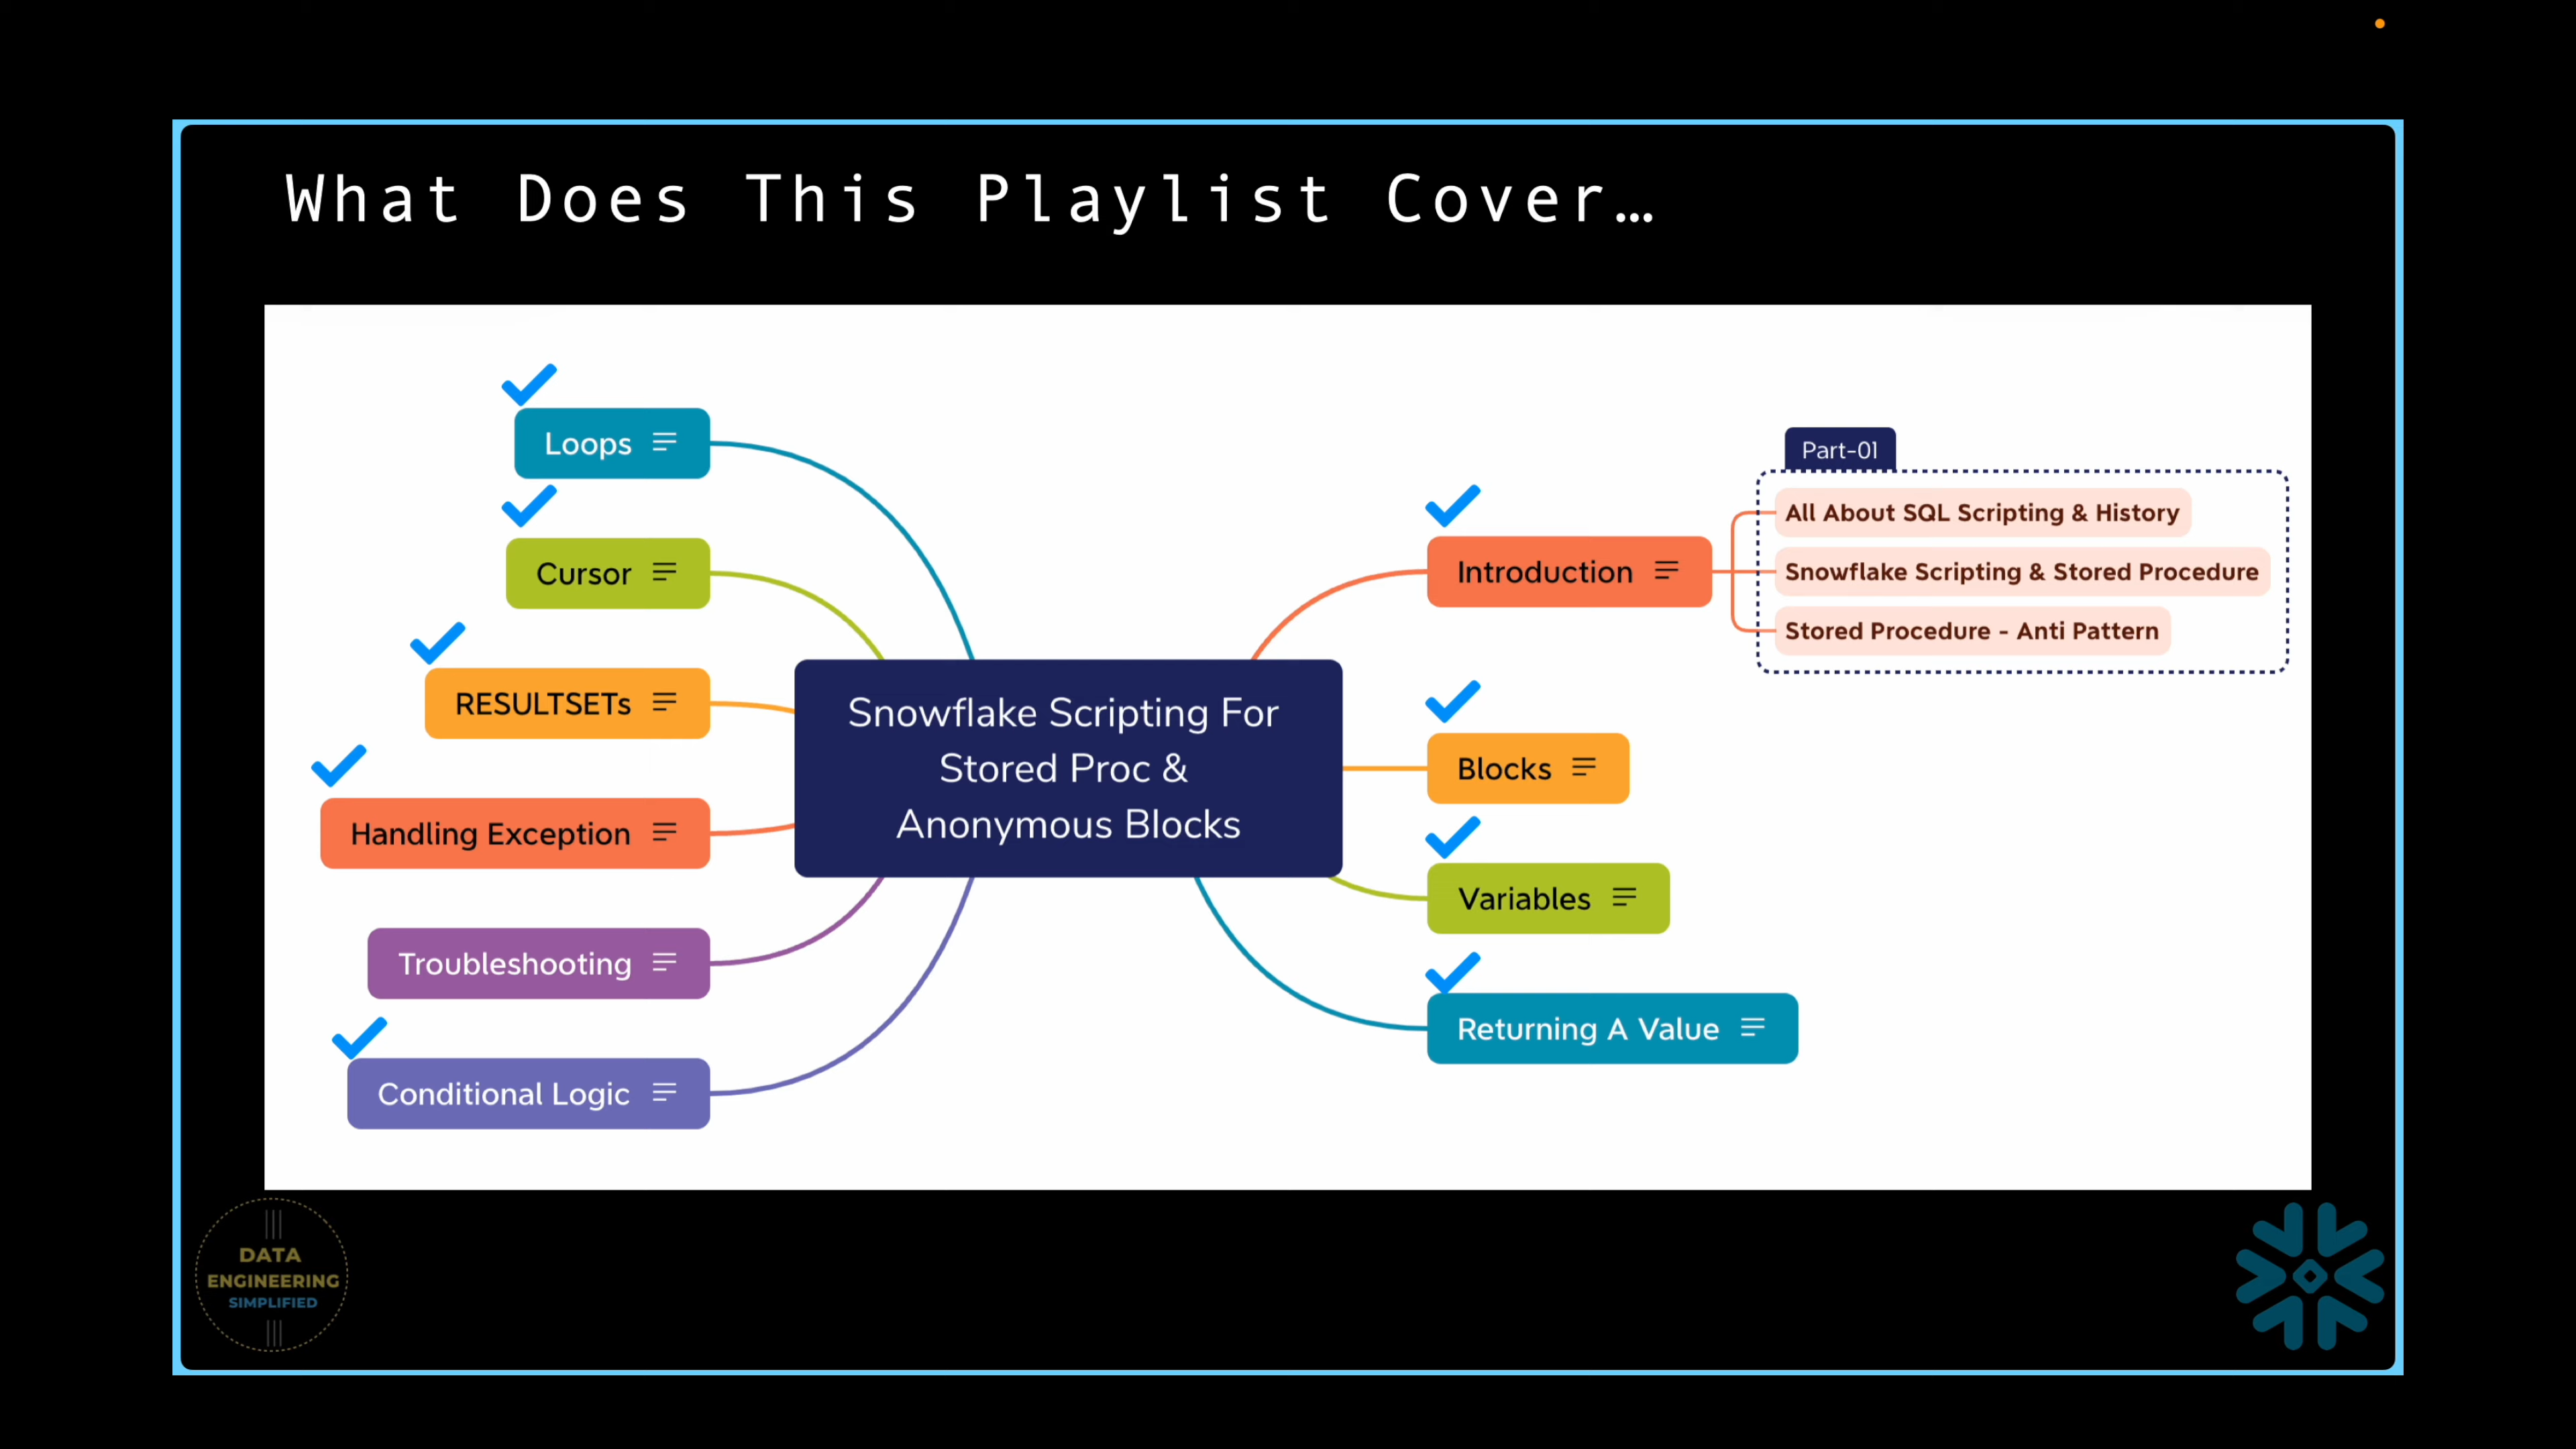 What Does This Playlist Cover…
Loops
Cursor
RESULTSETs
Handling Exception
Troubleshooting
Conditional Logic
Snowflake Scripting For
Stored Proc &
Anonymous Blocks
Introduction
Part-01
All About SQL Scripting & History
Snowflake Scripting & Stored Procedure
Stored Procedure - Anti Pattern
Blocks
Variables
Returning A Value
DATA
ENGINEERING
SIMPLIFIED